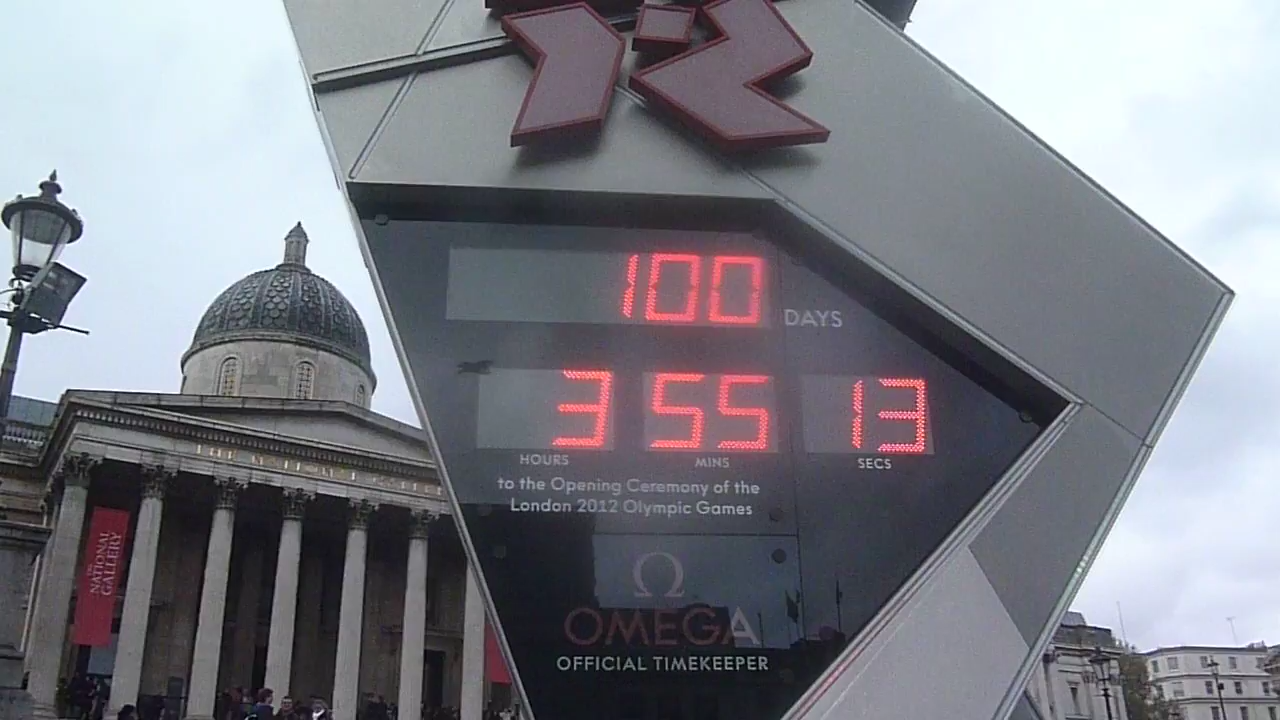 100 DAYS
3 55 13
HOURS MINS SECS
to the Opening Ceremony of the
London 2012 Olympic Games
Ω
OMEGA
OFFICIAL TIMEKEEPER
THE NATIONAL GALLERY